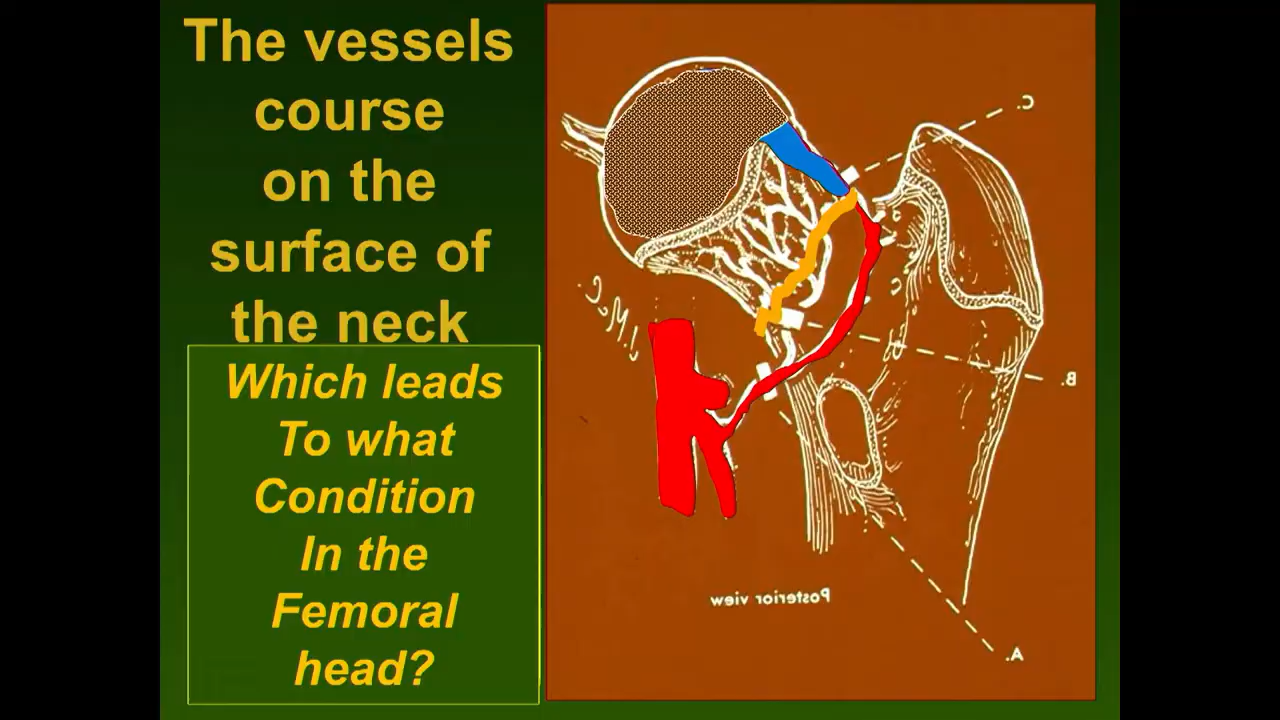 The vessels
course
on the
surface of
the neck
Which leads
To what
Condition
In the
Femoral
head?
C.
B.
A.
J.McC.
Posterior view